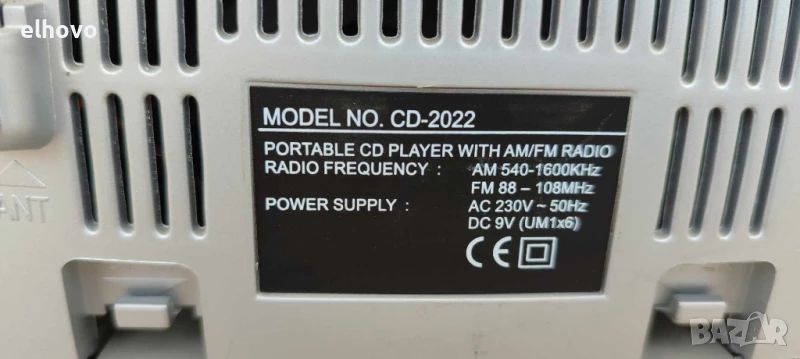 elhovo
MODEL NO. CD-2022
PORTABLE CD PLAYER WITH AM/FM RADIO
RADIO FREQUENCY : AM 540-1600KHz
FM 88 – 108MHz
POWER SUPPLY : AC 230V ~ 50Hz
DC 9V (UM1x6)
CE
ANT
BAZAR